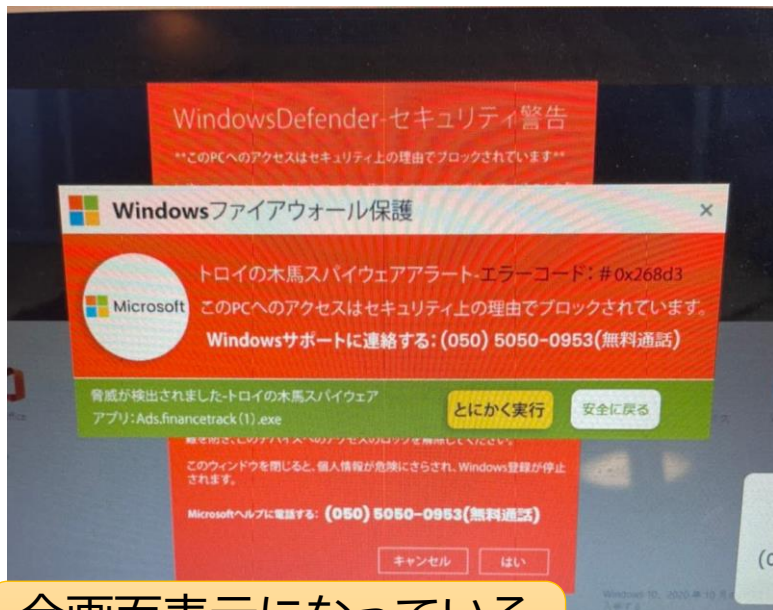 WindowsDefender-セキュリティ警告
**このPCへのアクセスはセキュリティ上の理由でブロックされています**
Windowsファイアウォール保護
×
トロイの木馬スパイウェアアラート-エラーコード:#0x268d3
Microsoft
このPCへのアクセスはセキュリティ上の理由でブロックされています。
Windowsサポートに連絡する:(050) 5050-0953(無料通話)
脅威が検出されました-トロイの木馬スパイウェア
アプリ:Ads.financetrack(1).exe
とにかく実行
安全に戻る
このウィンドウを閉じると、個人情報が危険にさらされ、Windows登録が停止
されます。
Microsoftヘルプに電話する: (050) 5050-0953(無料通話)
キャンセル
はい
全画面表示になっている